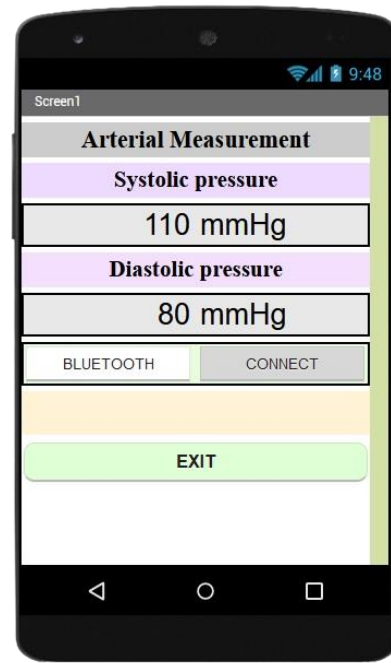 9:48
Screen1
Arterial Measurement
Systolic pressure
110 mmHg
Diastolic pressure
80 mmHg
BLUETOOTH CONNECT
EXIT